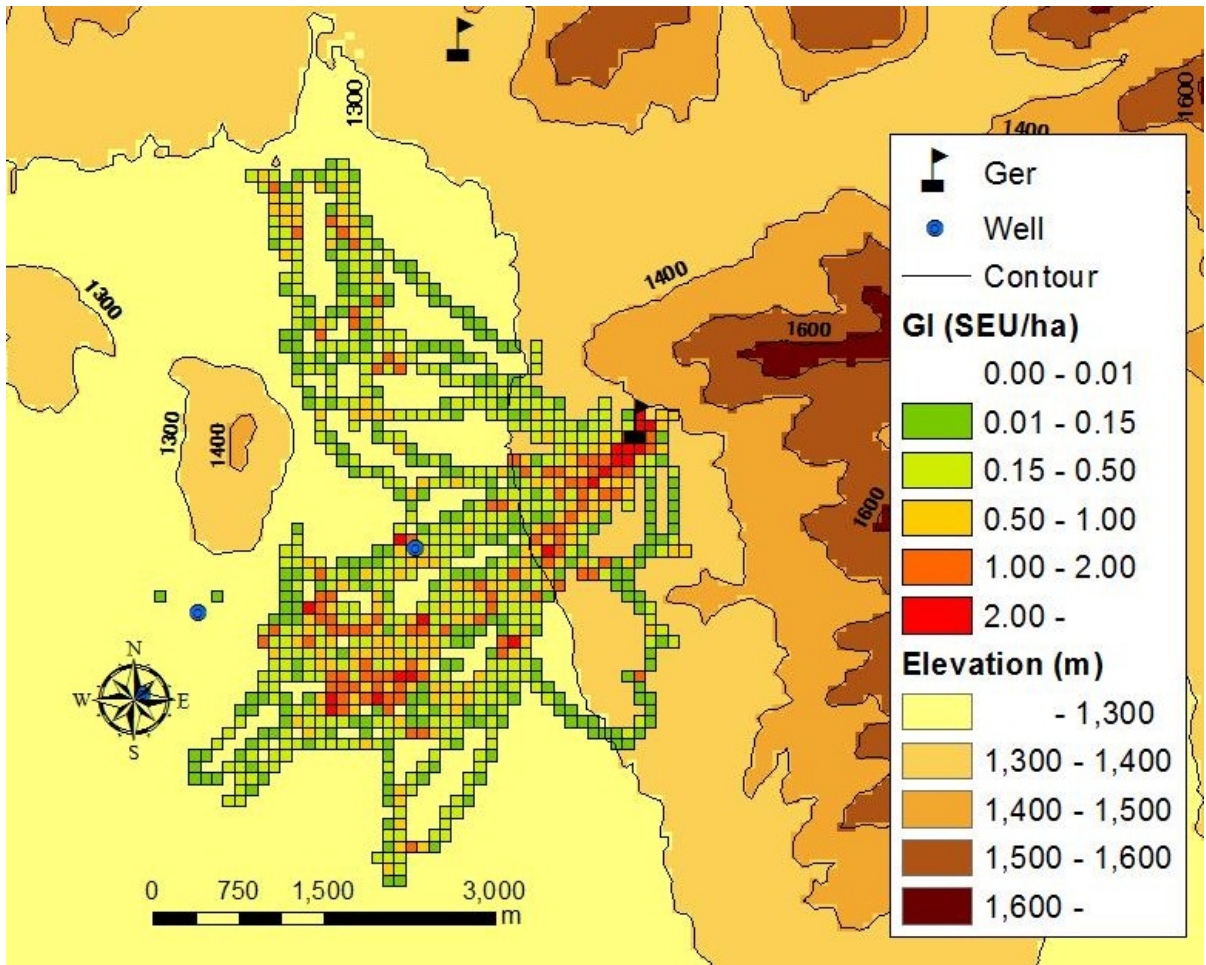 1300
1600
1400
Ger
Well
Contour
GI (SEU/ha)
0.00 - 0.01
0.01 - 0.15
0.15 - 0.50
0.50 - 1.00
1.00 - 2.00
2.00 -
Elevation (m)
- 1,300
1,300 - 1,400
1,400 - 1,500
1,500 - 1,600
1,600 -
1300
1400
1600
1300
1400
1600
N
W E
S
0 750 1,500 3,000
m